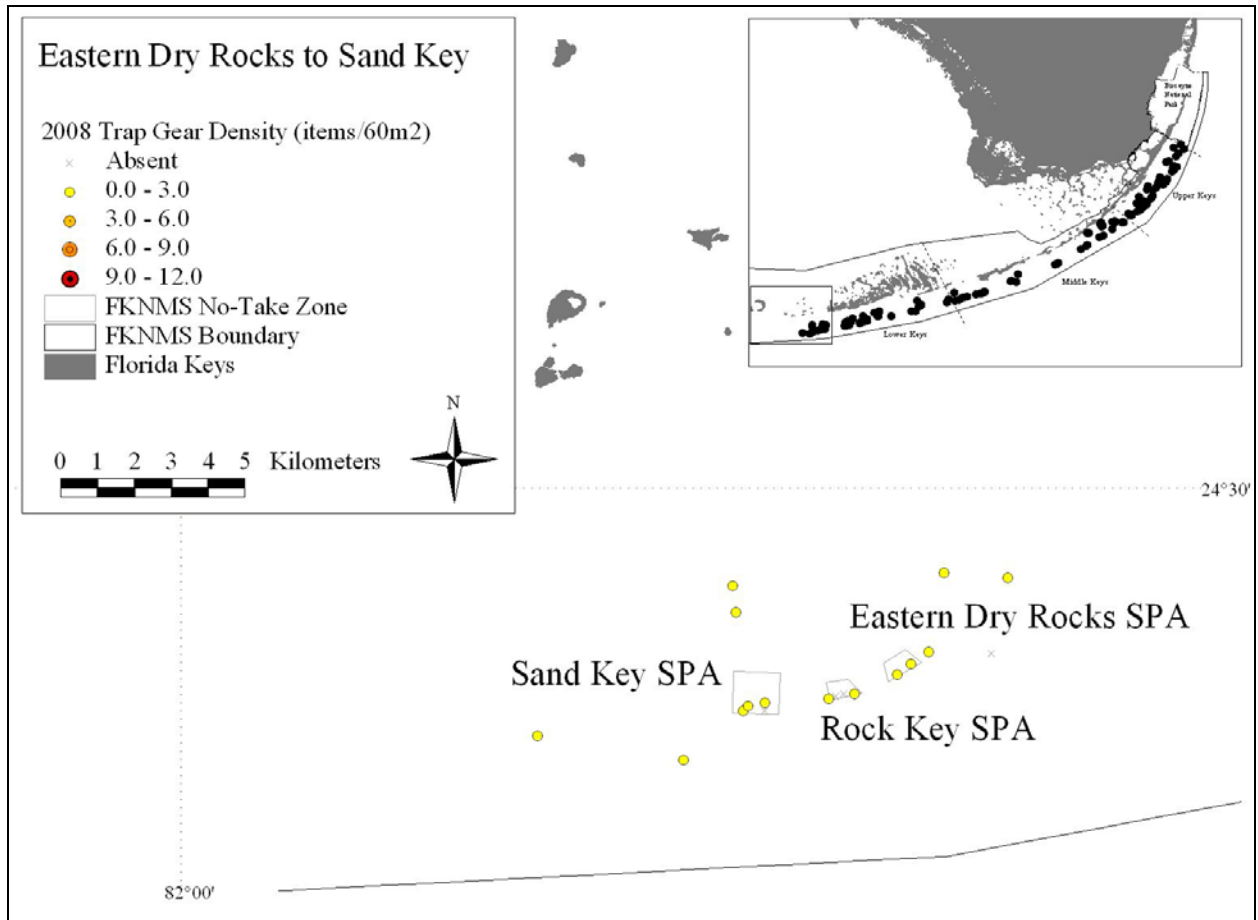 Eastern Dry Rocks to Sand Key
2008 Trap Gear Density (items/60m2)
Absent
0.0 - 3.0
3.0 - 6.0
6.0 - 9.0
9.0 - 12.0
FKNMS No-Take Zone
FKNMS Boundary
Florida Keys
N
0 1 2 3 4 5 Kilometers
Biscayne
National
Park
Upper Keys
Middle Keys
Lower Keys
24°30'
Eastern Dry Rocks SPA
Sand Key SPA
Rock Key SPA
82°00'